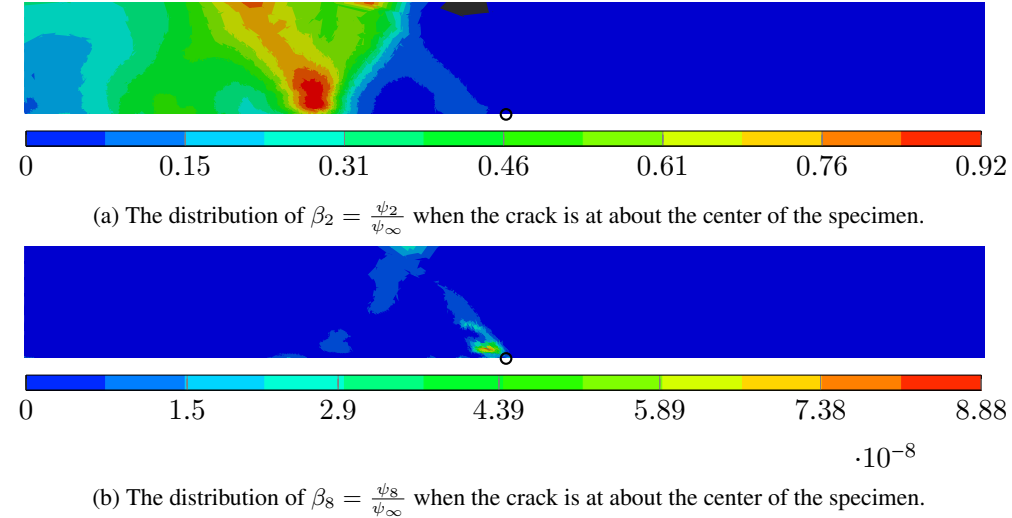 0 0.15 0.31 0.46 0.61 0.76 0.92
(a) The distribution of β₂ = ψ₂/ψ∞ when the crack is at about the center of the specimen.
0 1.5 2.9 4.39 5.89 7.38 8.88
·10⁻⁸
(b) The distribution of β₈ = ψ₈/ψ∞ when the crack is at about the center of the specimen.